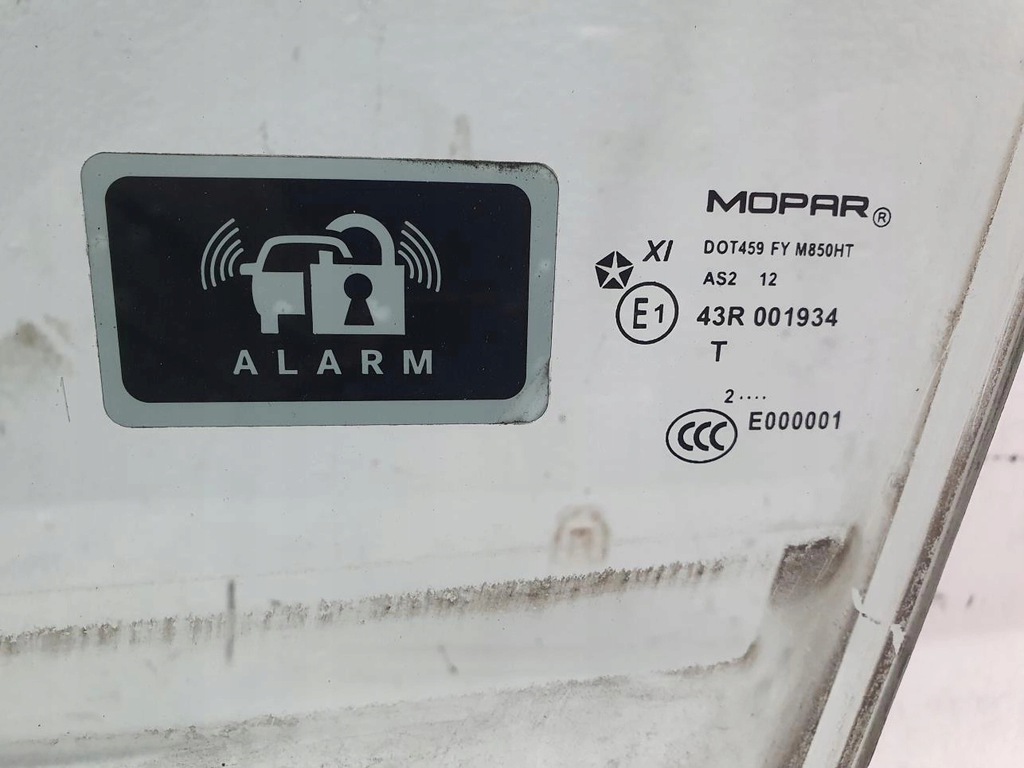 ALARM
MOPAR®
XI DOT459 FY M850HT
AS2 12
E1 43R 001934
T
2····
CCC E000001